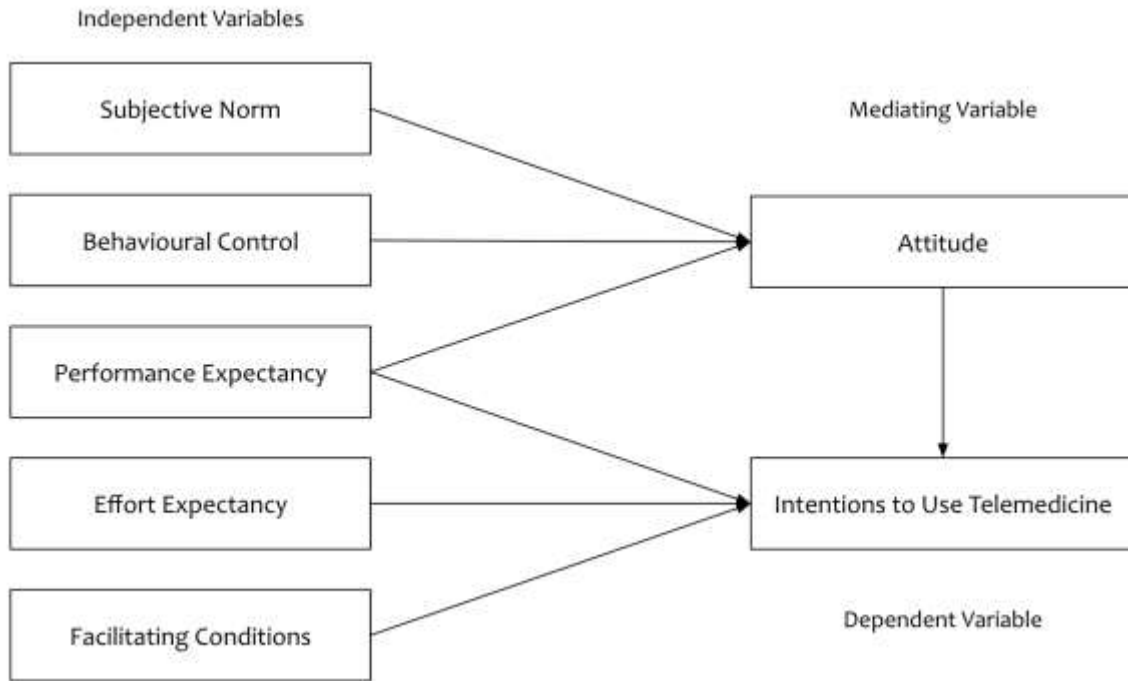 Independent Variables
Subjective Norm
Mediating Variable
Behavioural Control
Attitude
Performance Expectancy
Effort Expectancy
Intentions to Use Telemedicine
Facilitating Conditions
Dependent Variable